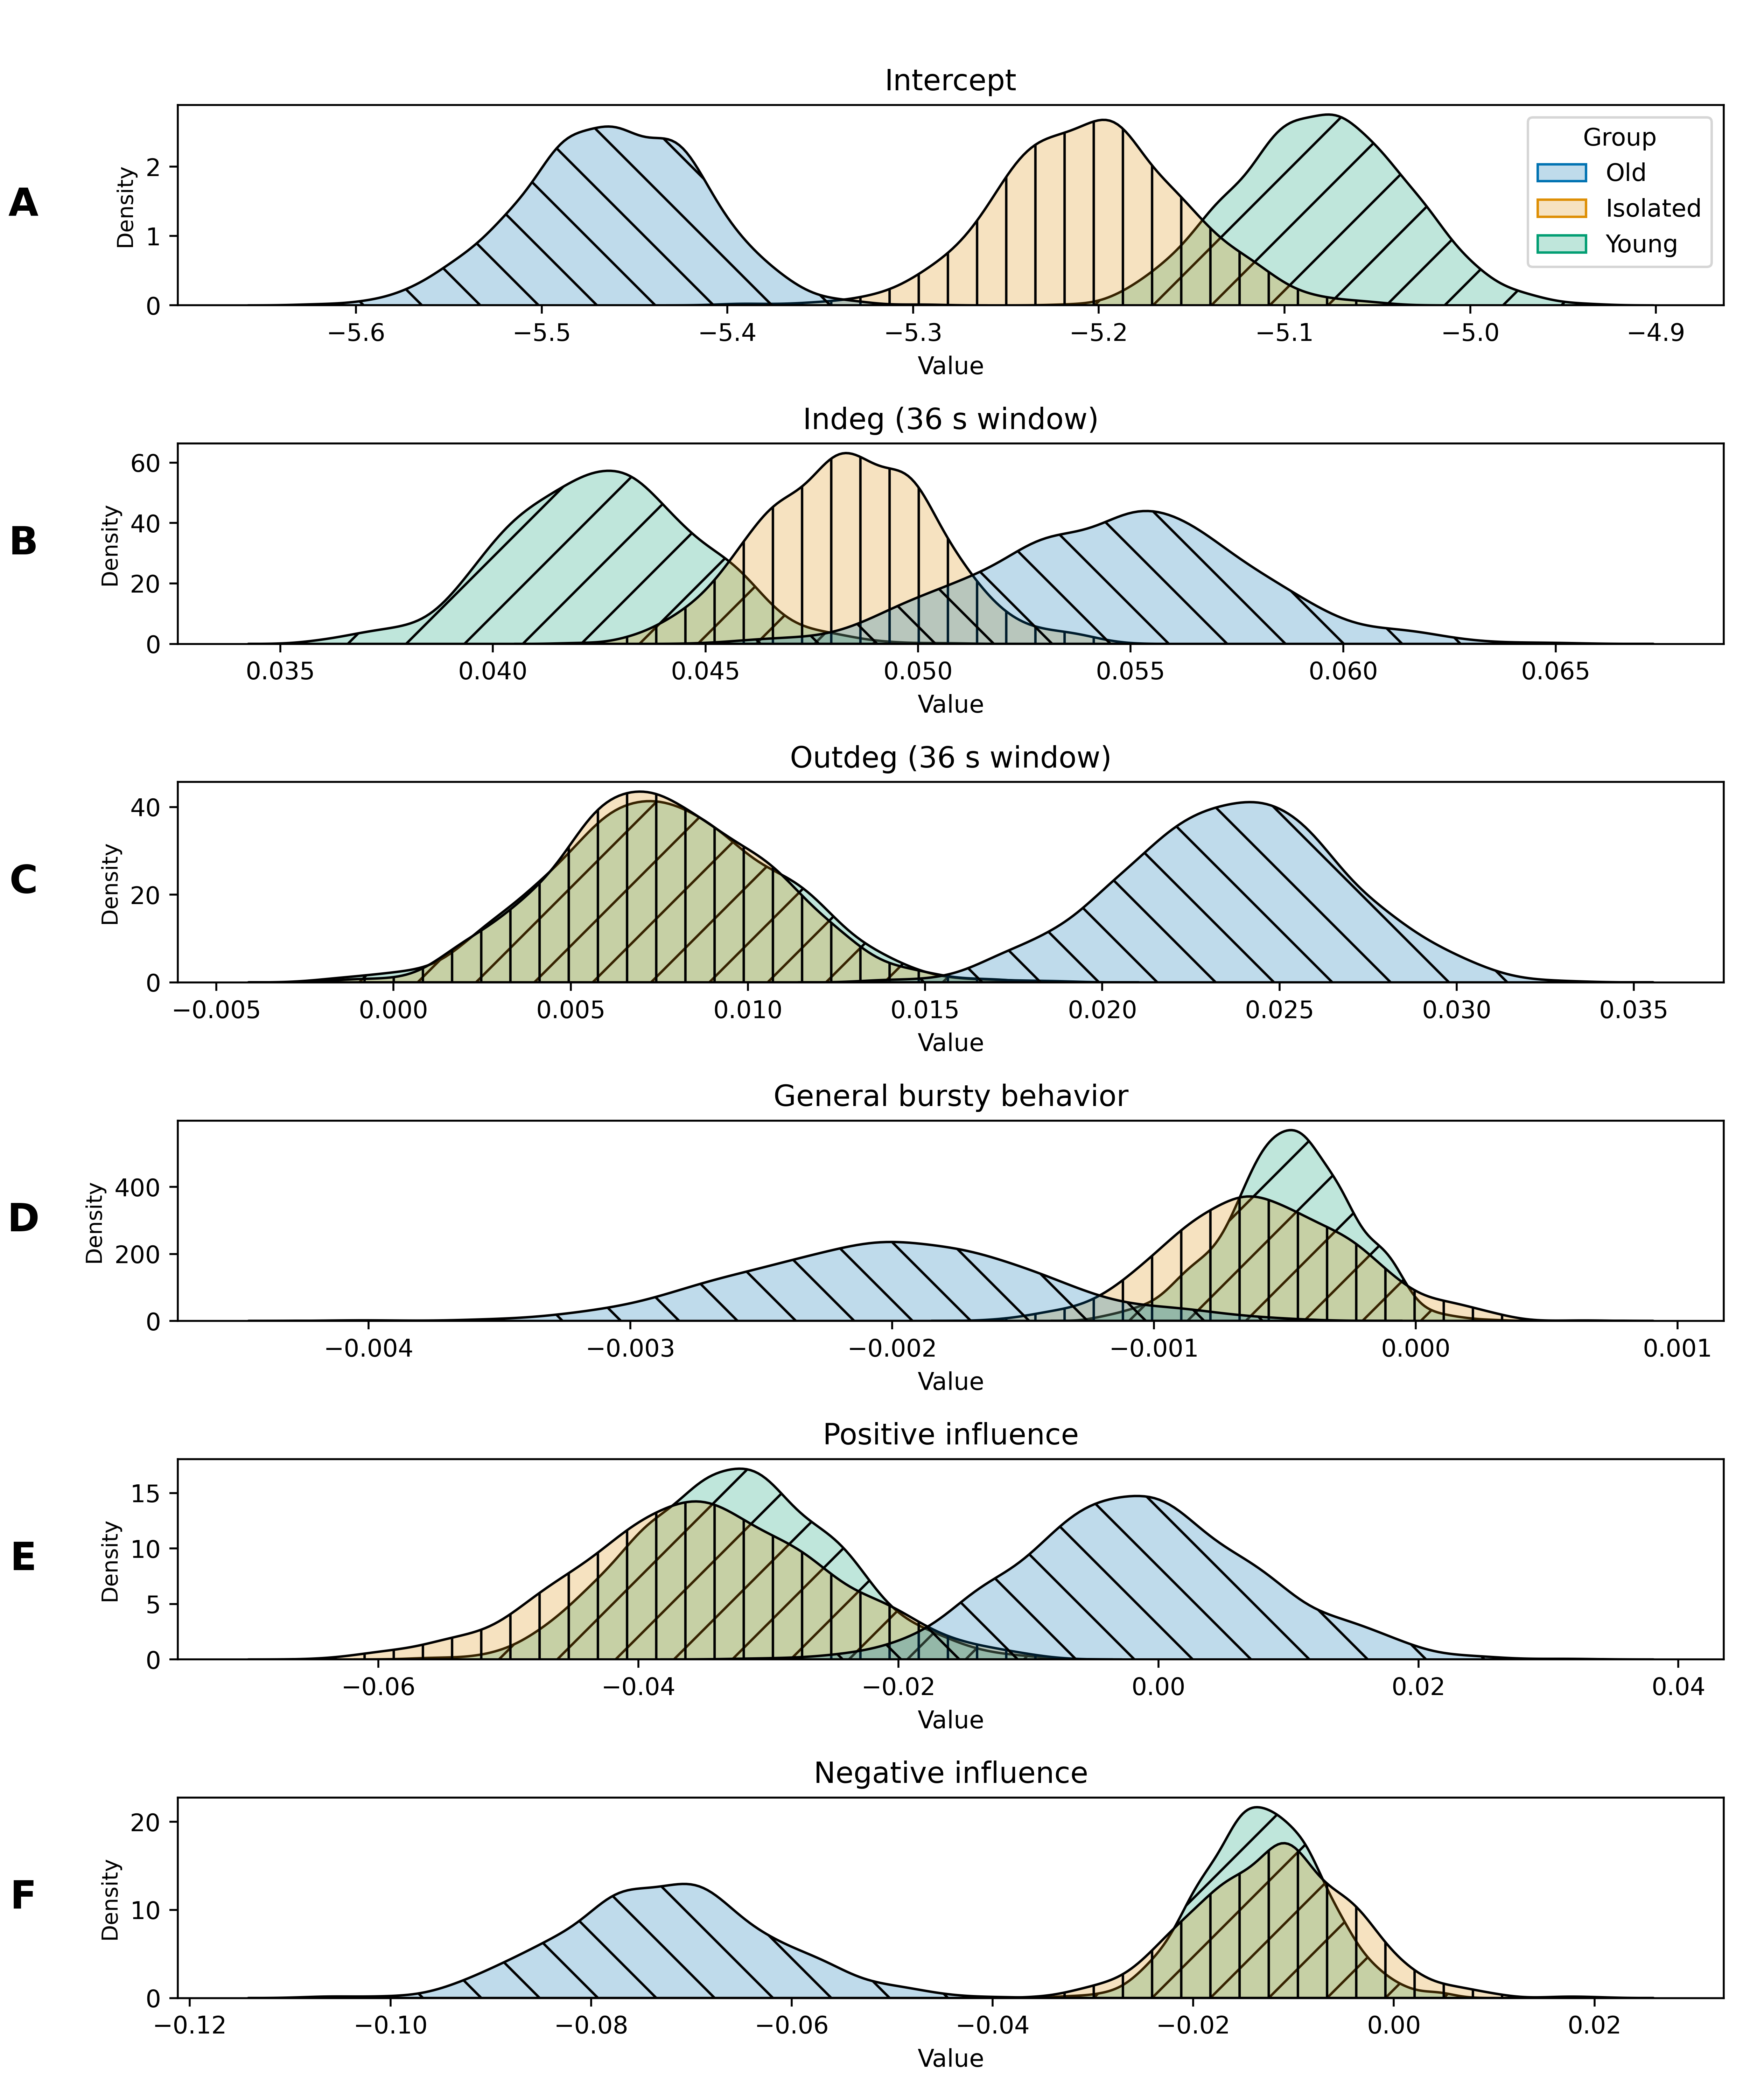 Intercept
A
Density
2
1
0
Group
Old
Isolated
Young
−5.6 −5.5 −5.4 −5.3 −5.2 −5.1 −5.0 −4.9
Value
Indeg (36 s window)
B
Density
60
40
20
0
0.035 0.040 0.045 0.050 0.055 0.060 0.065
Value
Outdeg (36 s window)
C
Density
40
20
0
−0.005 0.000 0.005 0.010 0.015 0.020 0.025 0.030 0.035
Value
General bursty behavior
D
Density
400
200
0
−0.004 −0.003 −0.002 −0.001 0.000 0.001
Value
Positive influence
E
Density
15
10
5
0
−0.06 −0.04 −0.02 0.00 0.02 0.04
Value
Negative influence
F
Density
20
10
0
−0.12 −0.10 −0.08 −0.06 −0.04 −0.02 0.00 0.02
Value